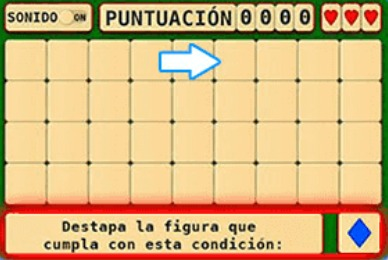 SONIDO ON PUNTUACIÓN 0000
Destapa la figura que
cumpla con esta condición: